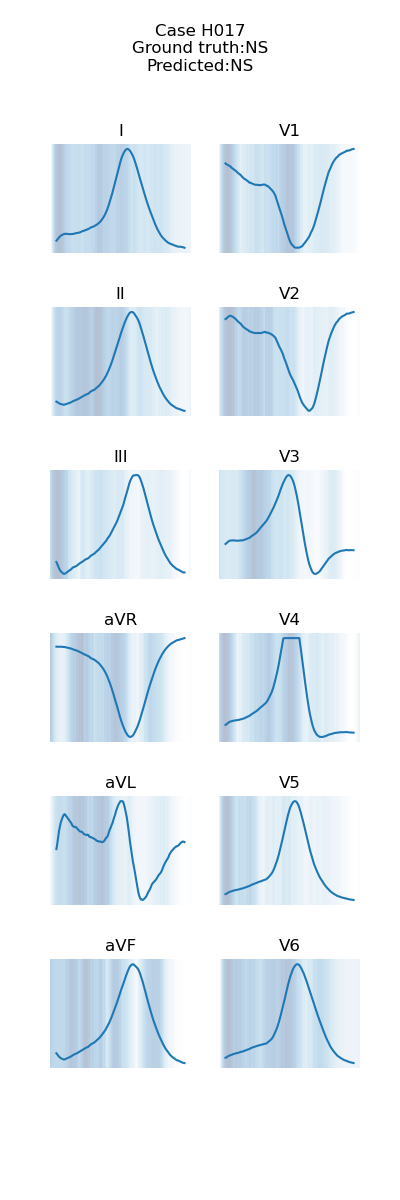 Case H017
Ground truth:NS
Predicted:NS
I
V1
II
V2
III
V3
aVR
V4
aVL
V5
aVF
V6